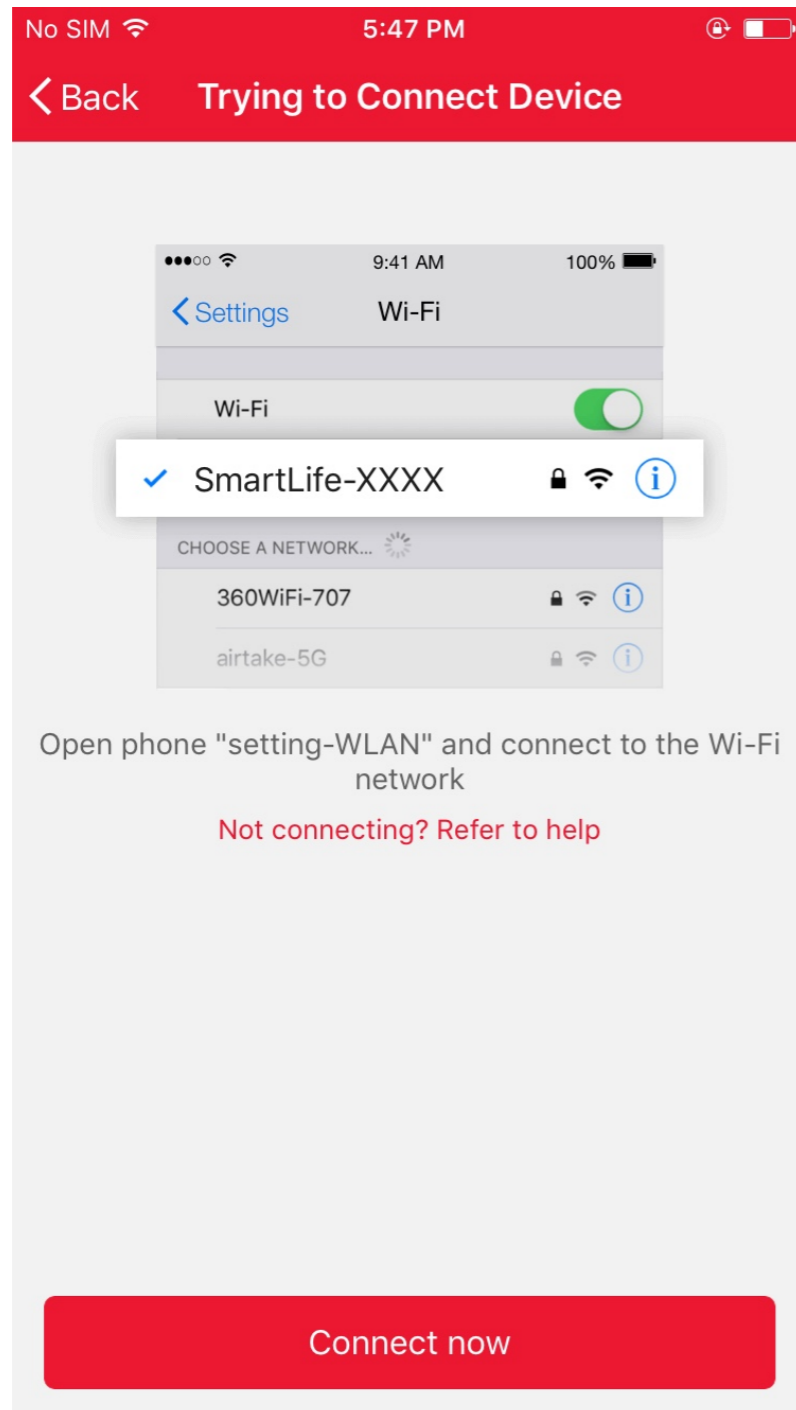 No SIM 5:47 PM
Back Trying to Connect Device
9:41 AM 100%
Settings Wi-Fi
Wi-Fi
SmartLife-XXXX
CHOOSE A NETWORK...
360WiFi-707
airtake-5G
Open phone "setting-WLAN" and connect to the Wi-Fi
network
Not connecting? Refer to help
Connect now